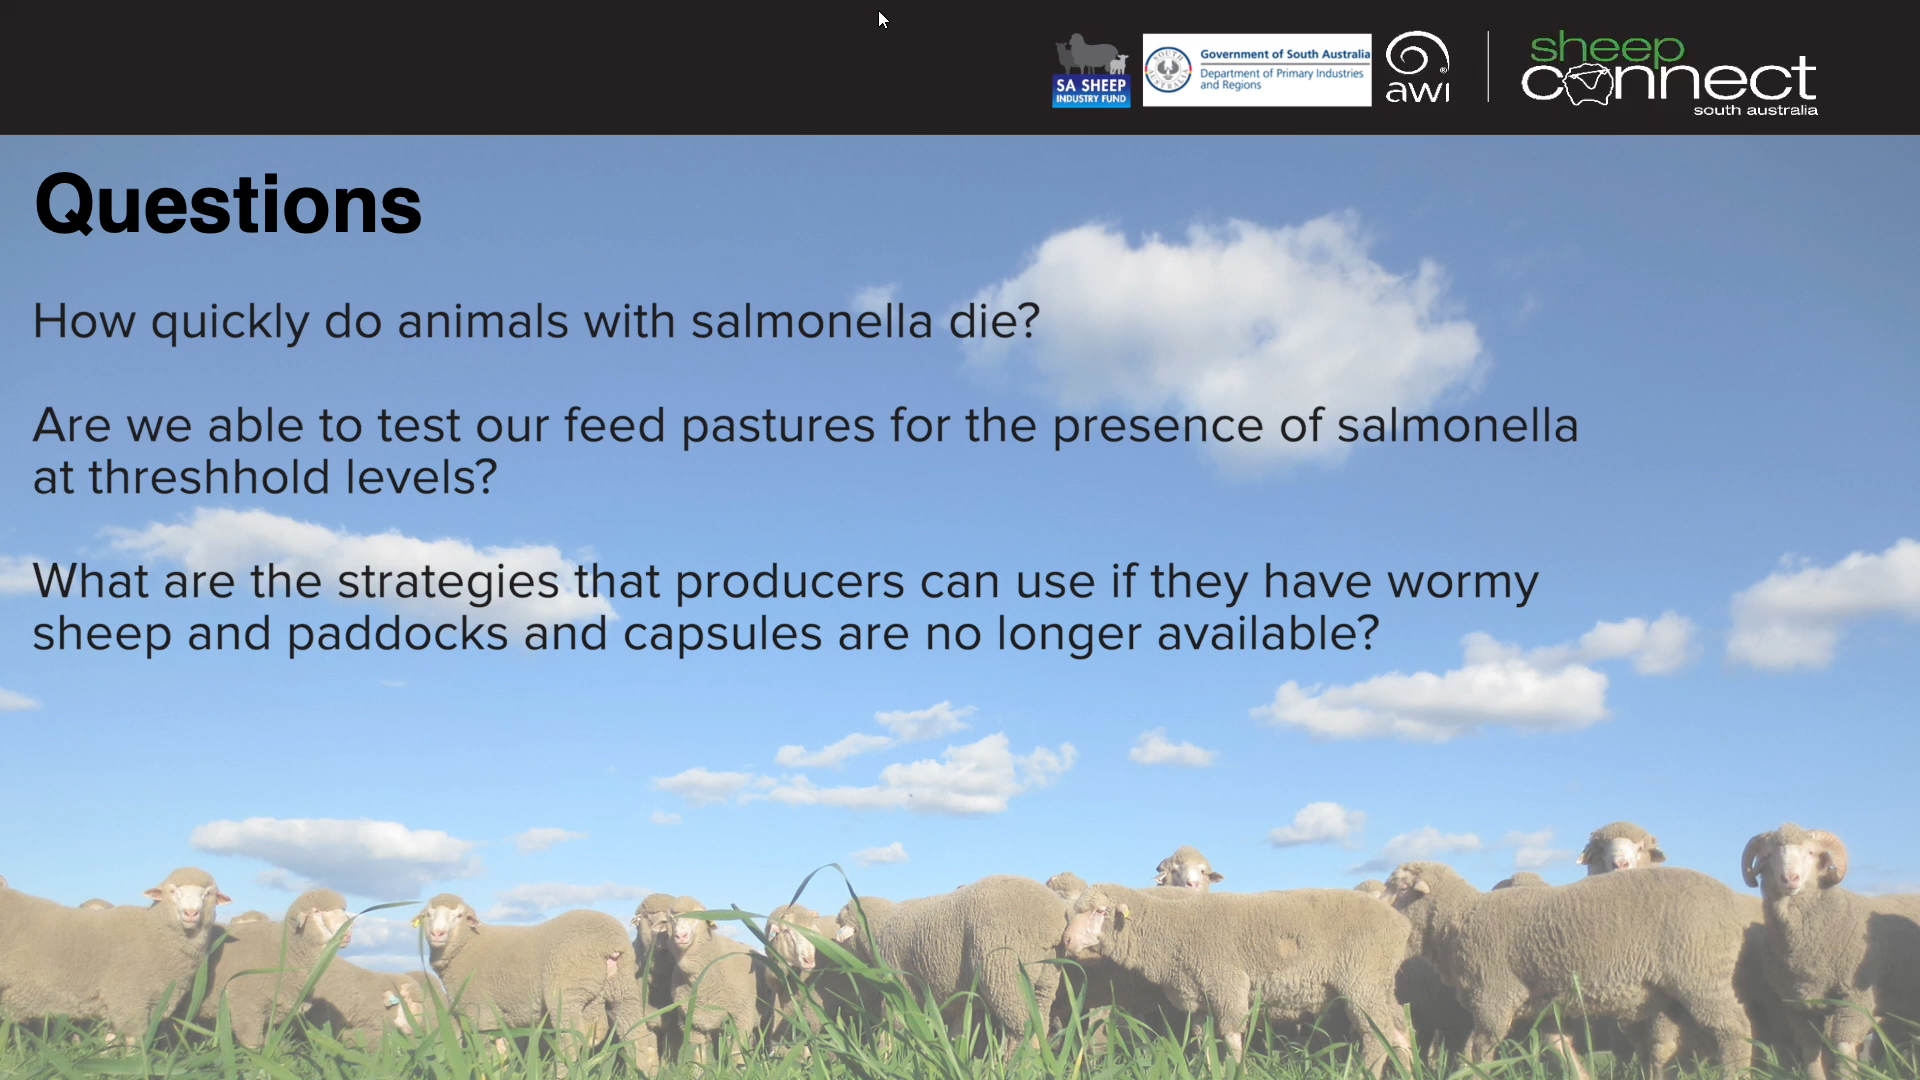 SA SHEEP
INDUSTRY FUND
Government of South Australia
Department of Primary Industries
and Regions
awi
sheep
connect
south australia
Questions
How quickly do animals with salmonella die?
Are we able to test our feed pastures for the presence of salmonella
at threshhold levels?
What are the strategies that producers can use if they have wormy
sheep and paddocks and capsules are no longer available?